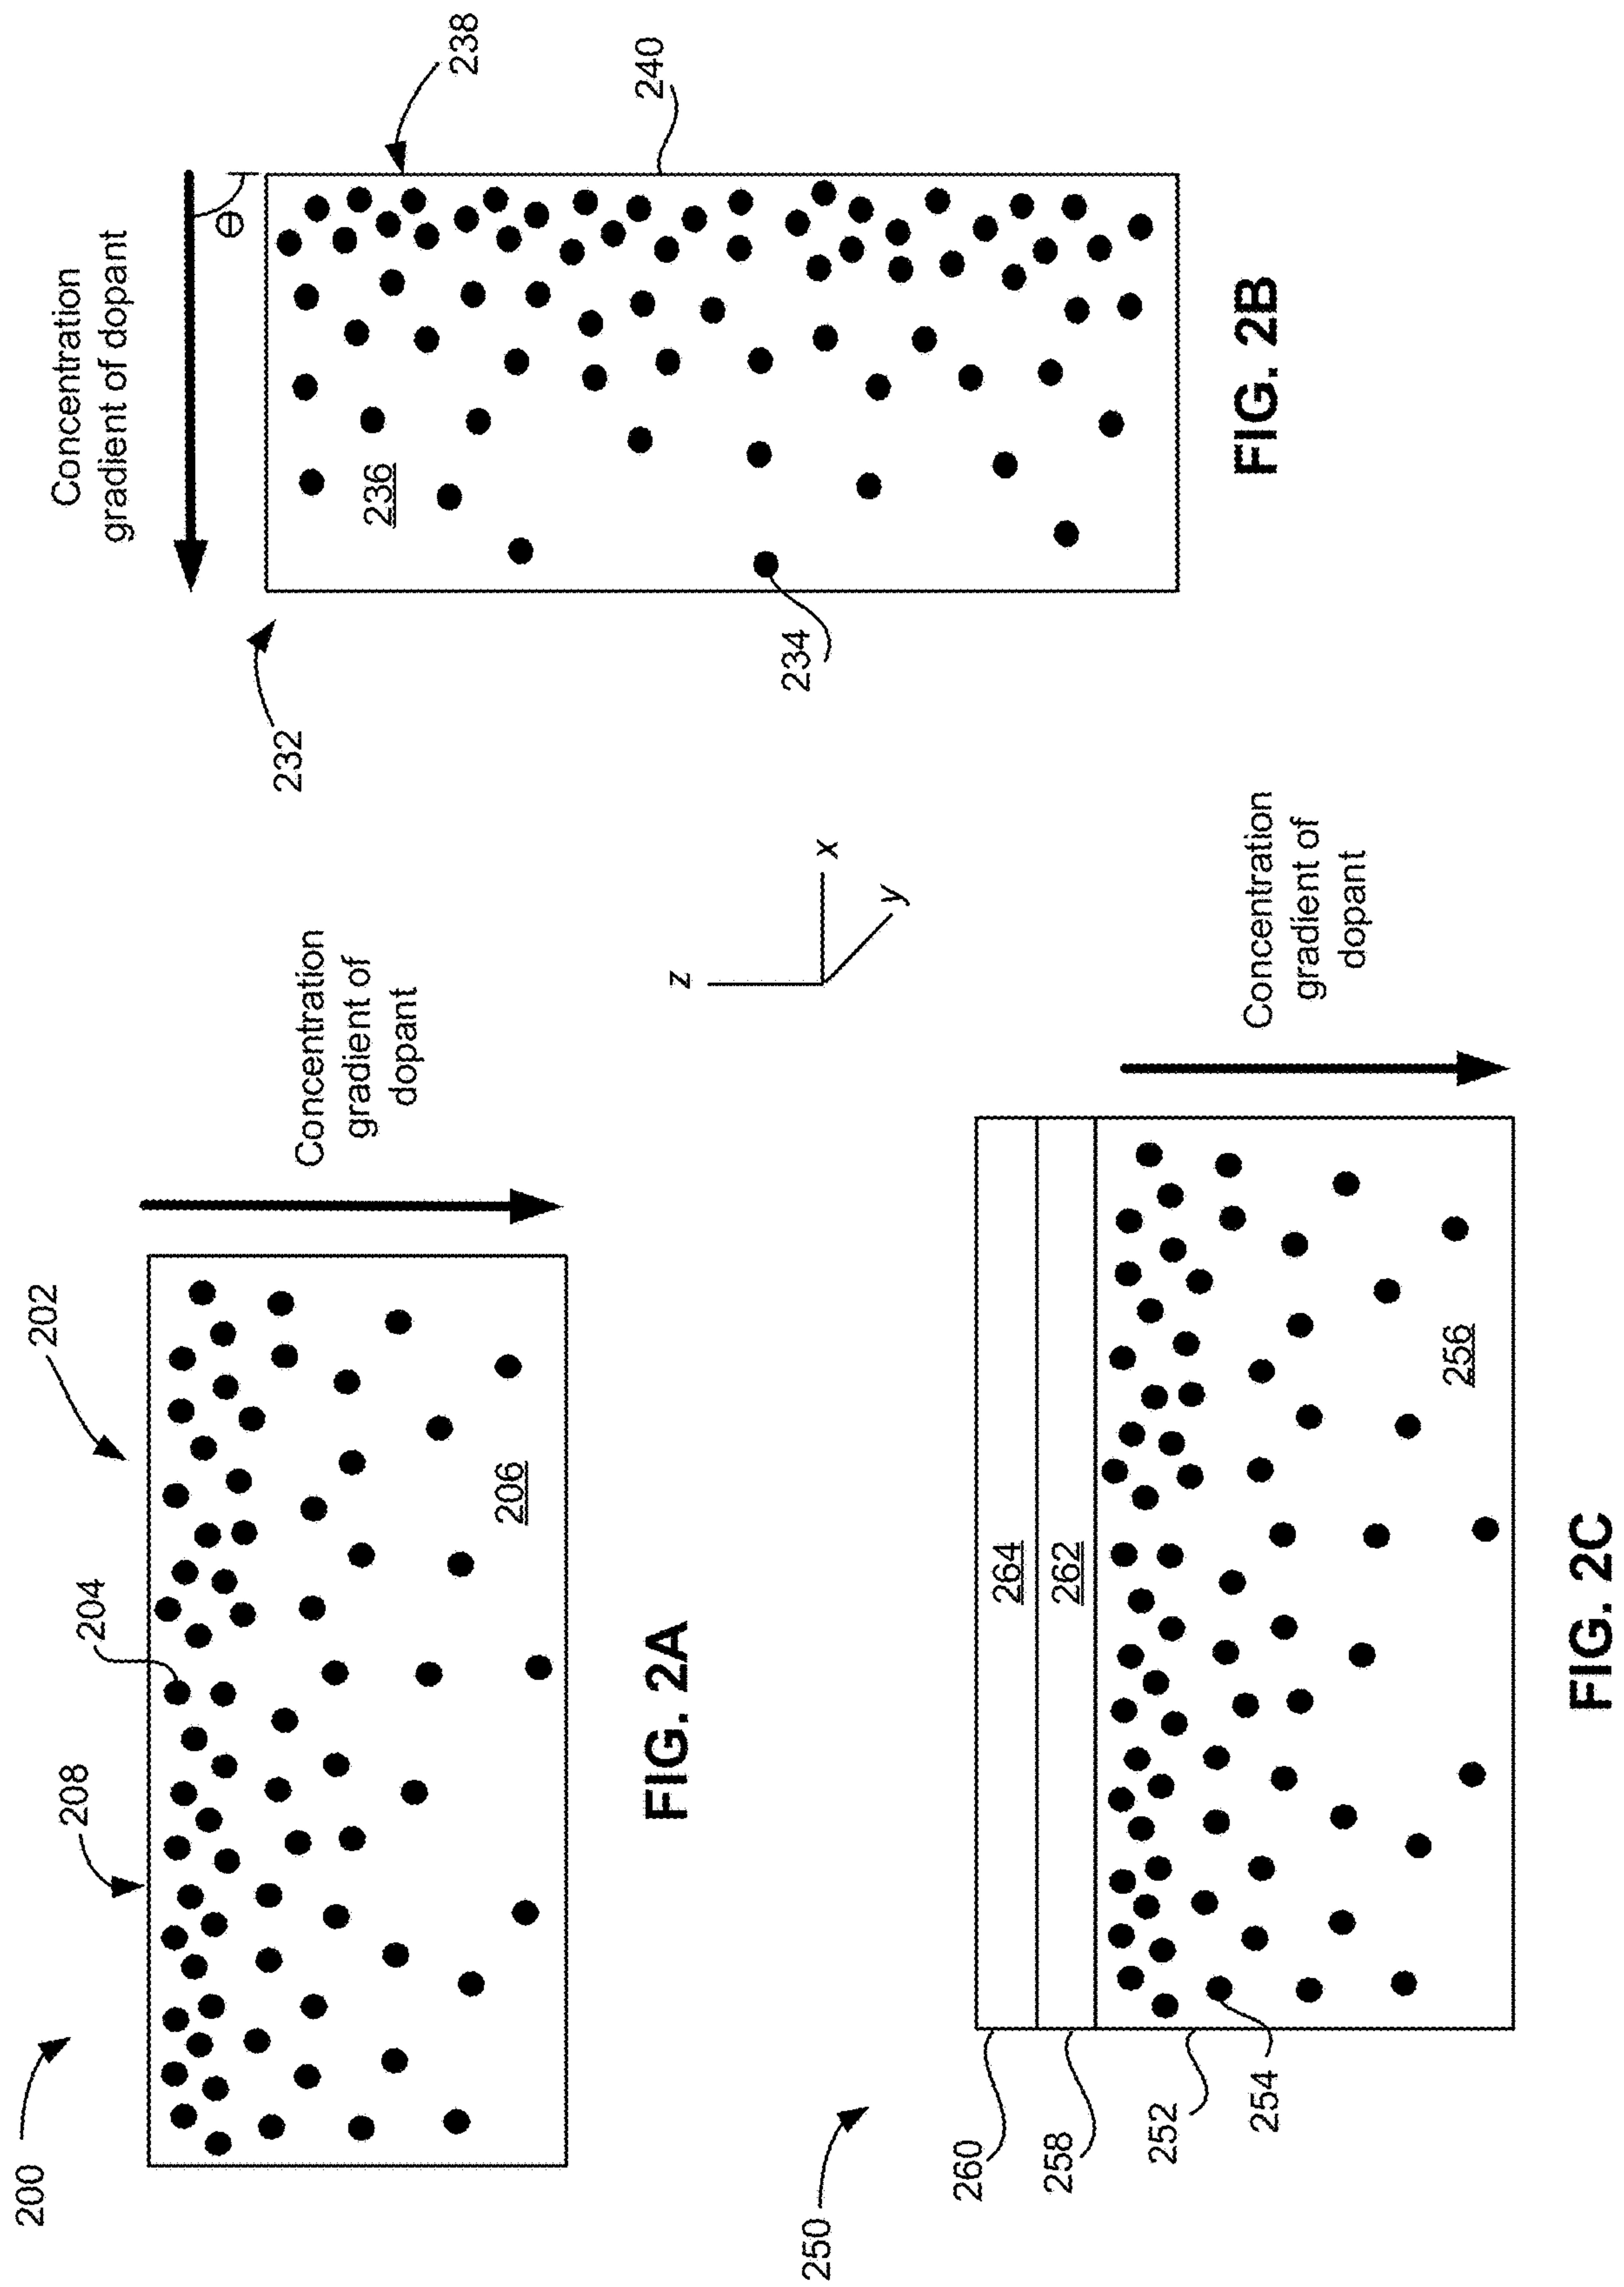 200
208
204
202
206
Concentration
gradient of
dopant
FIG. 2A
Concentration
gradient of dopant
Θ
232
236
238
240
234
FIG. 2B
z
x
y
250
260
258
252
254
264
262
256
Concentration
gradient of
dopant
FIG. 2C